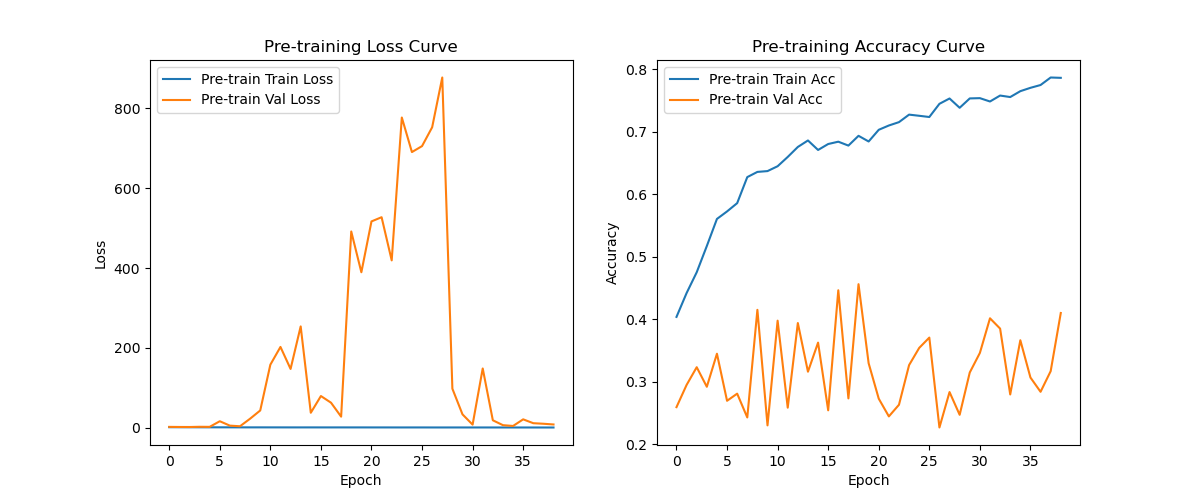 Pre-training Loss Curve
Pre-train Train Loss
Pre-train Val Loss
800
600
400
200
0
Loss
0 5 10 15 20 25 30 35
Epoch
Pre-training Accuracy Curve
Pre-train Train Acc
Pre-train Val Acc
0.8
0.7
0.6
0.5
0.4
0.3
0.2
Accuracy
0 5 10 15 20 25 30 35
Epoch